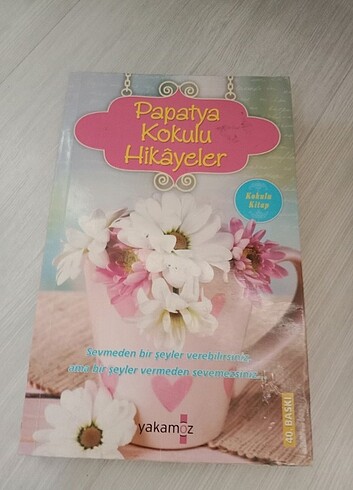 Papatya
Kokulu
Hikâyeler
Kokulu
Kitap
Sevmeden bir şeyler verebilirsiniz,
ama bir şeyler vermeden sevemezsiniz...
40. BASKI
yakamoz